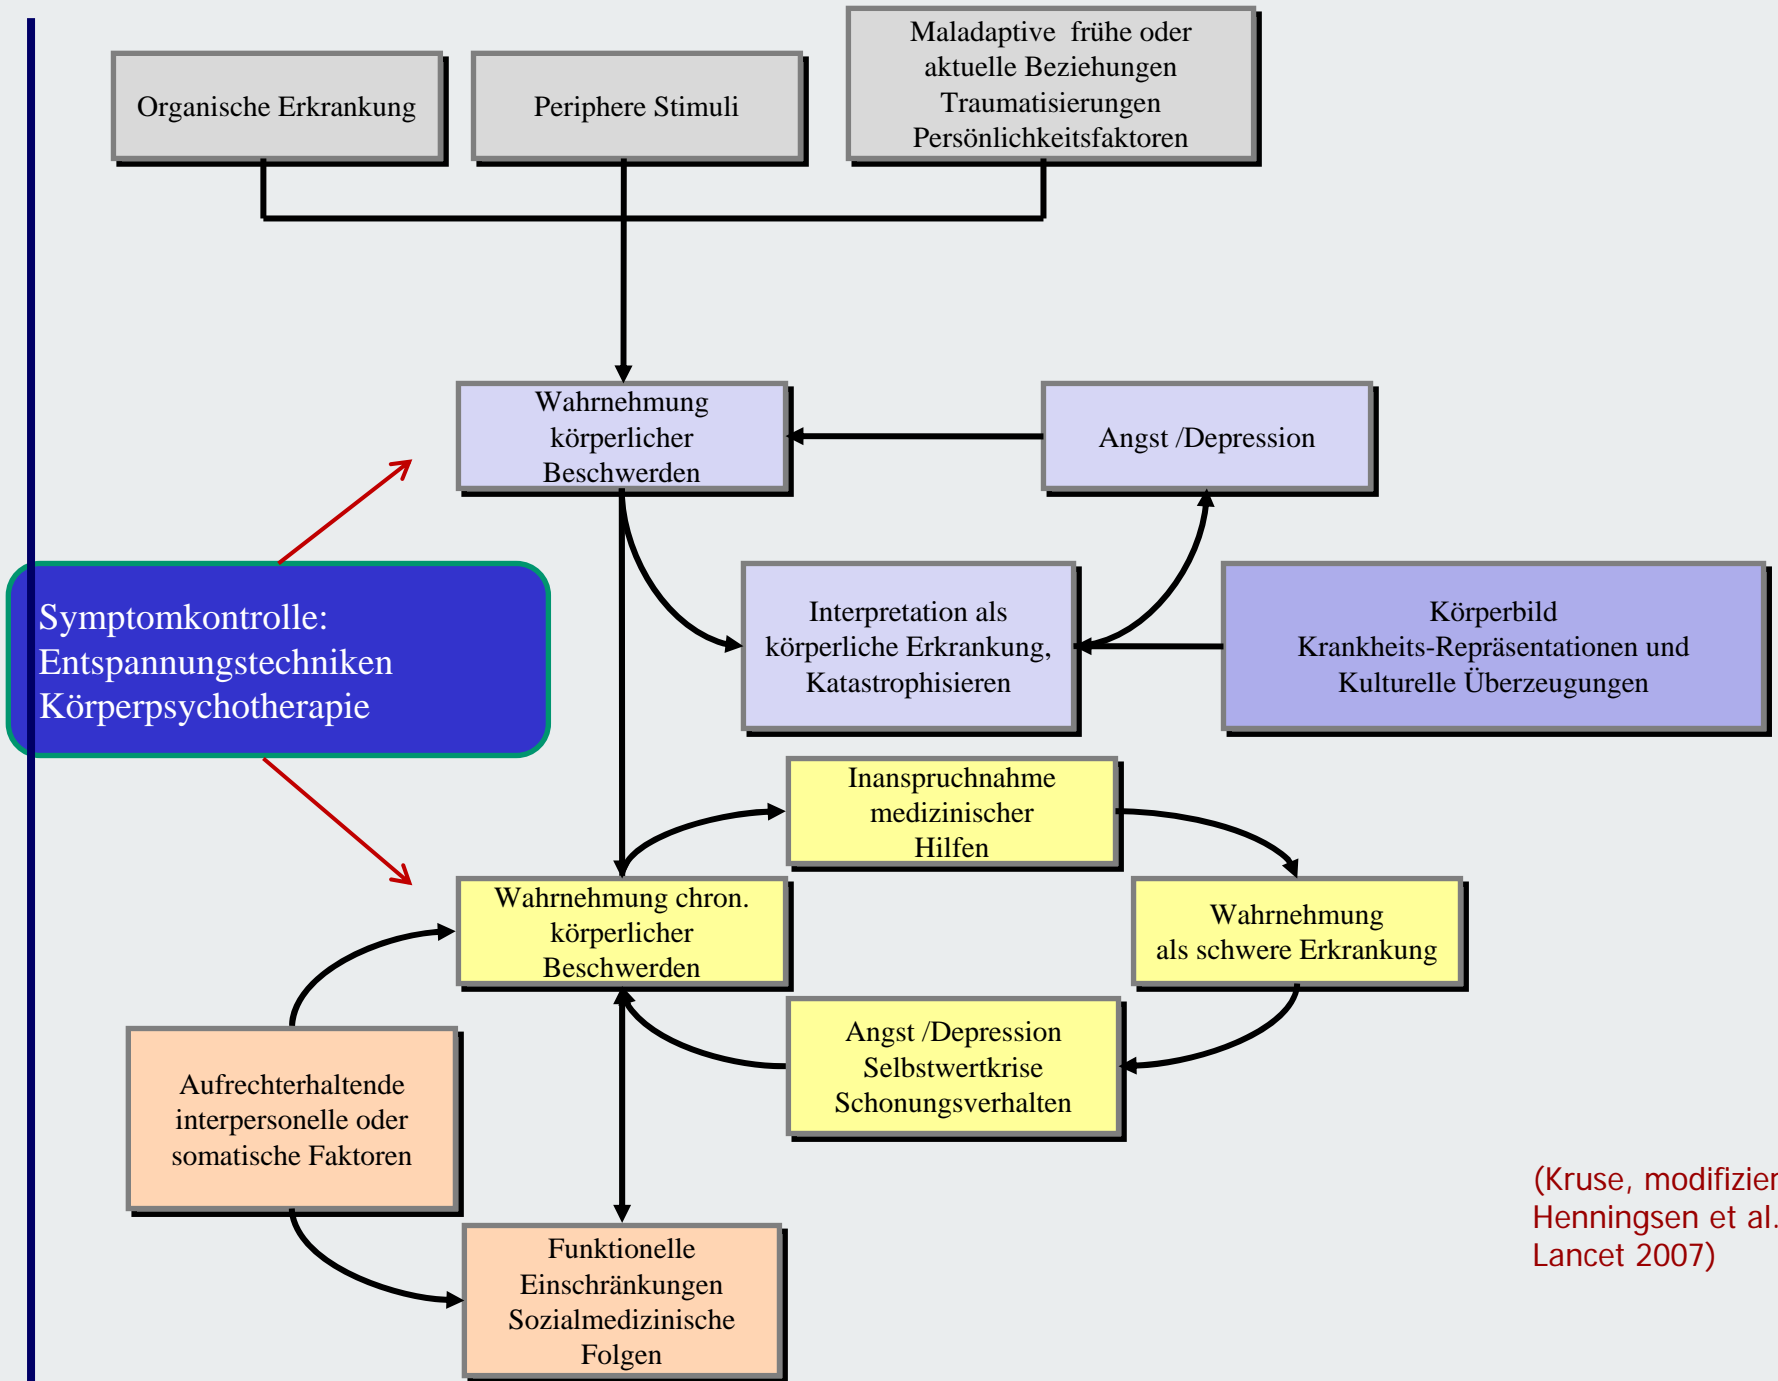 Organische Erkrankung
Periphere Stimuli
Maladaptive frühe oder
aktuelle Beziehungen
Traumatisierungen
Persönlichkeitsfaktoren
Wahrnehmung
körperlicher
Beschwerden
Angst /Depression
Symptomkontrolle:
Entspannungstechniken
Körperpsychotherapie
Interpretation als
körperliche Erkrankung,
Katastrophisieren
Körperbild
Krankheits-Repräsentationen und
Kulturelle Überzeugungen
Inanspruchnahme
medizinischer
Hilfen
Wahrnehmung chron.
körperlicher
Beschwerden
Wahrnehmung
als schwere Erkrankung
Angst /Depression
Selbstwertkrise
Schonungsverhalten
Aufrechterhaltende
interpersonelle oder
somatische Faktoren
Funktionelle
Einschränkungen
Sozialmedizinische
Folgen
(Kruse, modifizier
Henningsen et al.
Lancet 2007)